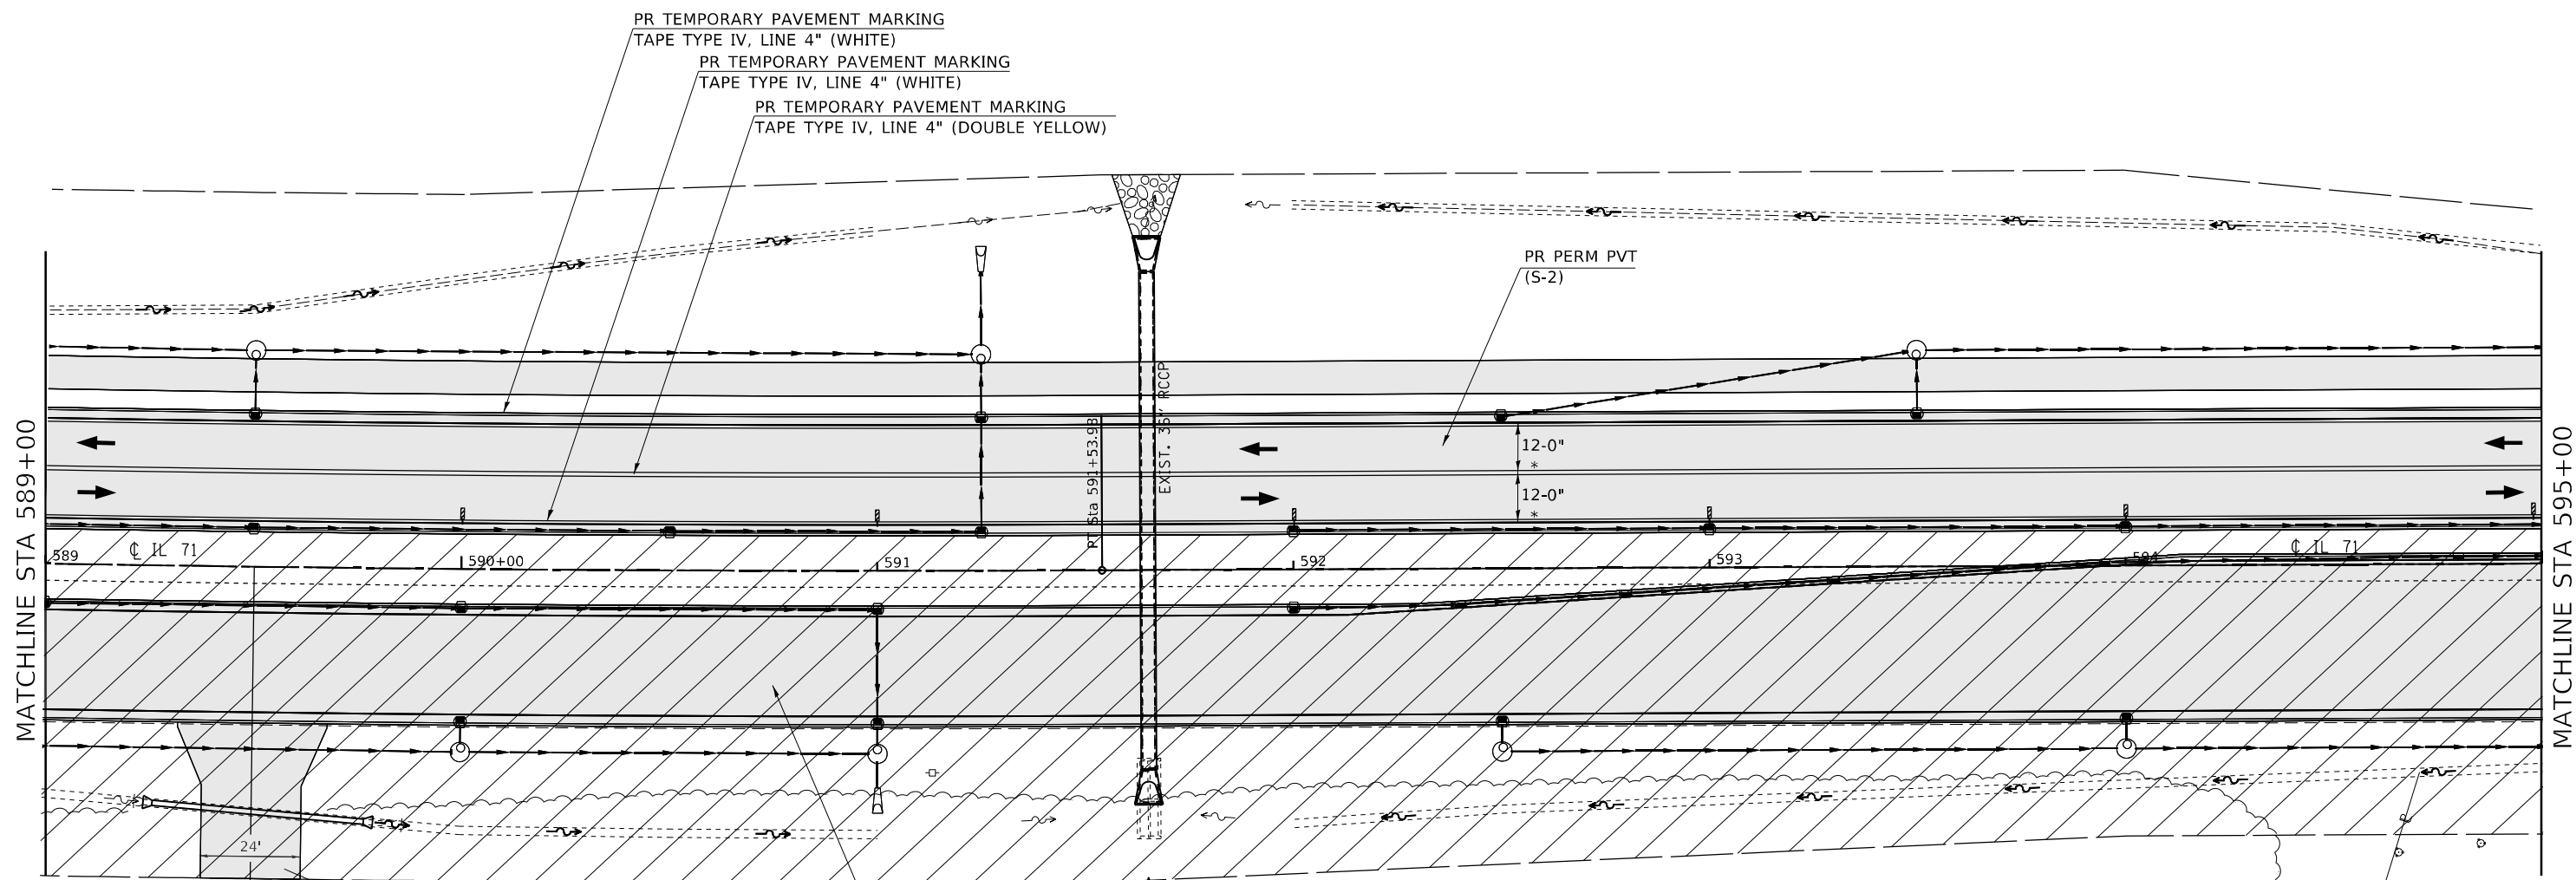 PR TEMPORARY PAVEMENT MARKING
TAPE TYPE IV, LINE 4" (WHITE)
PR TEMPORARY PAVEMENT MARKING
TAPE TYPE IV, LINE 4" (WHITE)
PR TEMPORARY PAVEMENT MARKING
TAPE TYPE IV, LINE 4" (DOUBLE YELLOW)
PR PERM PVT
(S-2)
MATCHLINE STA 589+00
PT Sta 591+53.98
EXIST. 36" RCCP
12-0"
*
12-0"
*
MATCHLINE STA 595+00
589
℄ IL 71
590+00
591
592
593
594
℄ IL 71
24'